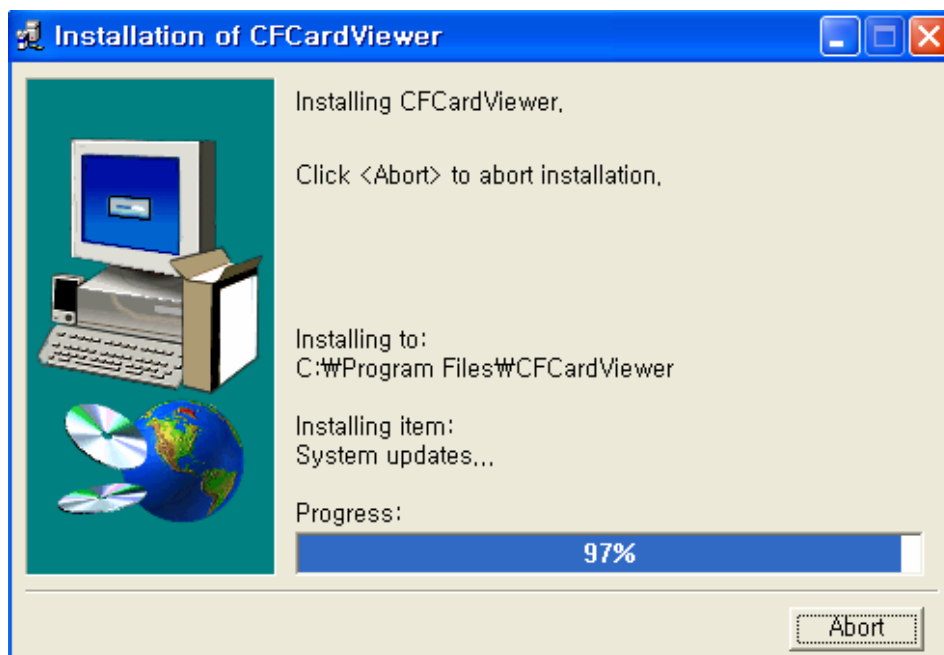 Installation of CFCardViewer
Installing CFCardViewer,
Click <Abort> to abort installation,
Installing to:
C:₩Program Files₩CFCardViewer
Installing item:
System updates,,,
Progress:
97%
Abort